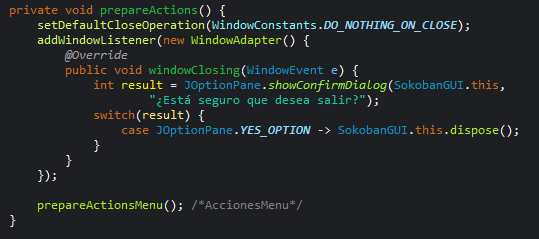 private void prepareActions() {
    setDefaultCloseOperation(WindowConstants.DO_NOTHING_ON_CLOSE);
    addWindowListener(new WindowAdapter() {
        @Override
        public void windowClosing(WindowEvent e) {
            int result = JOptionPane.showConfirmDialog(SokobanGUI.this,
                    "¿Está seguro que desea salir?");
            switch(result) {
                case JOptionPane.YES_OPTION -> SokobanGUI.this.dispose();
            }
        }
    });

    prepareActionsMenu(); /*AccionesMenu*/
}